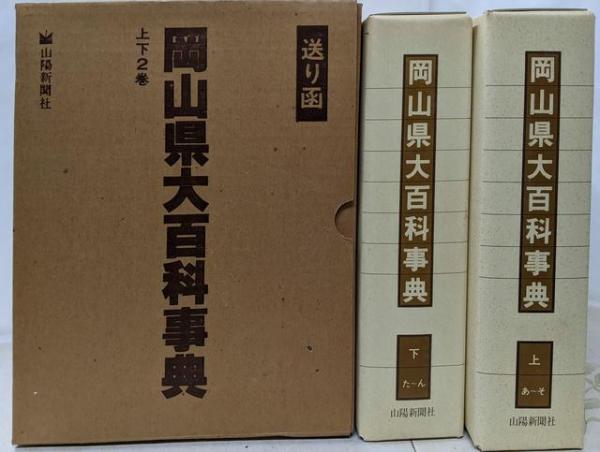 送り函
岡山県大百科事典
上下2巻
山陽新聞社
岡山県大百科事典
下
た〜ん
山陽新聞社
岡山県大百科事典
上
あ〜そ
山陽新聞社